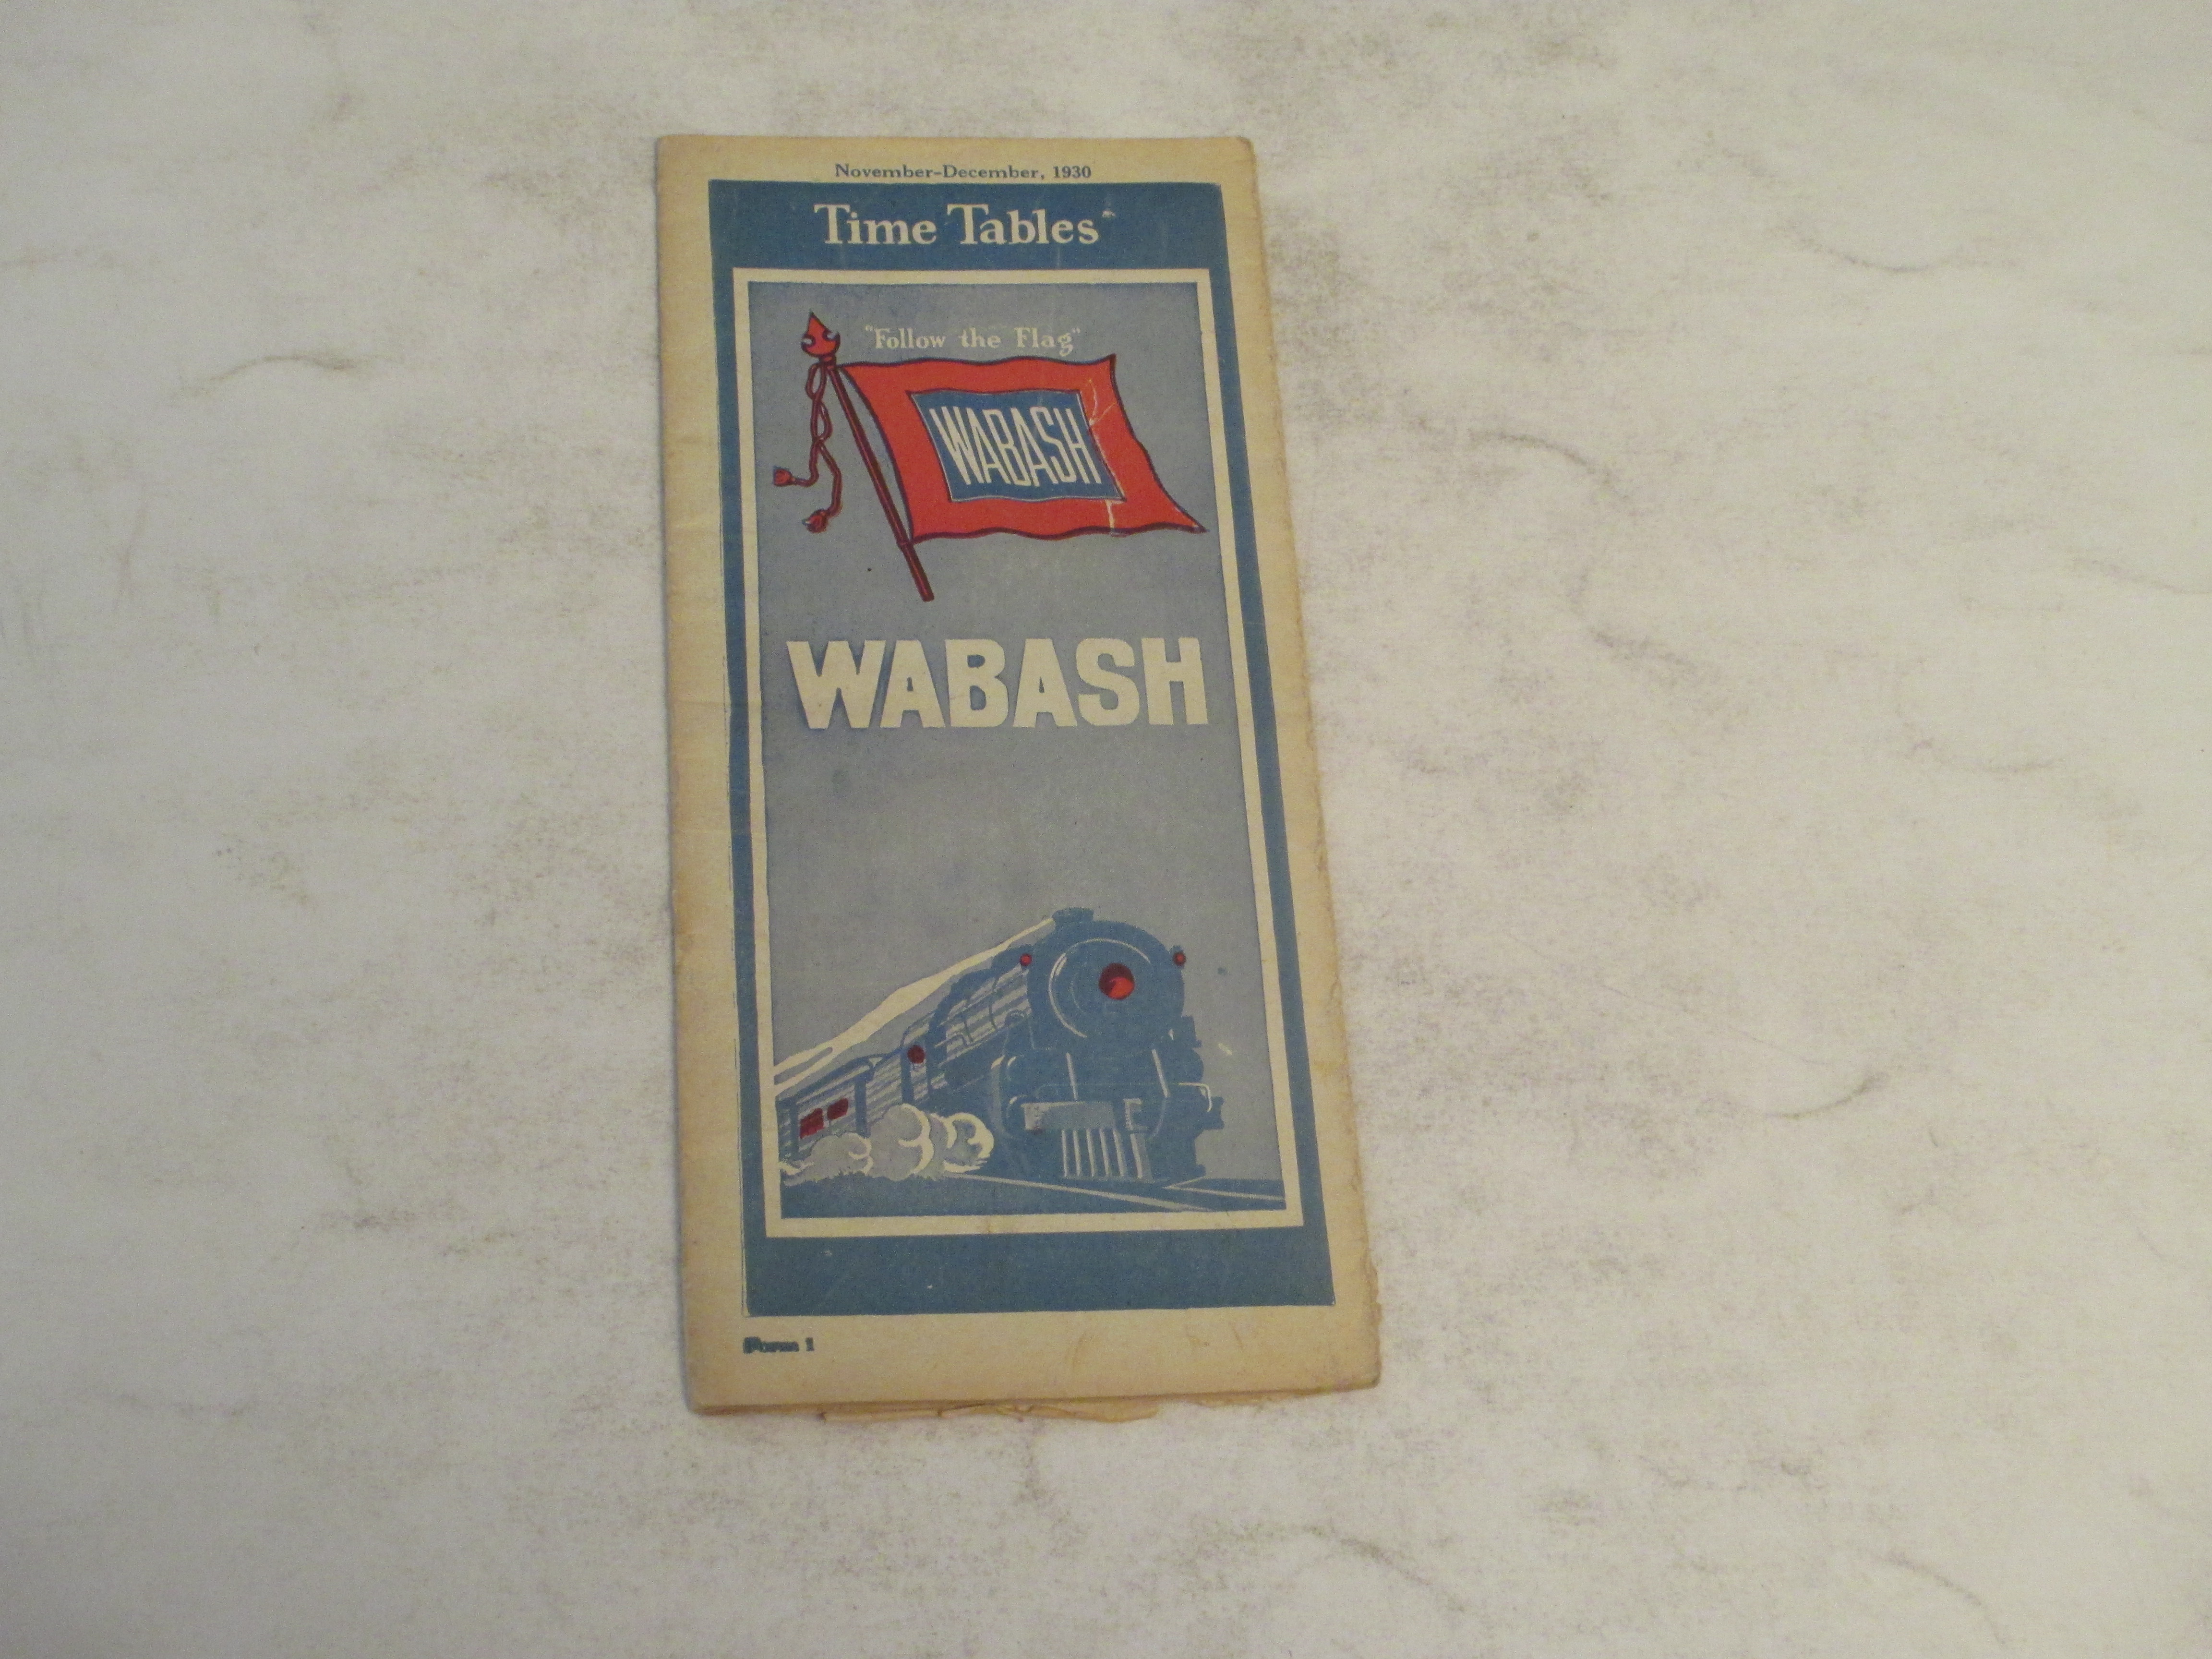 November-December, 1930
Time Tables
"Follow the Flag"
WABASH
WABASH
Form 1